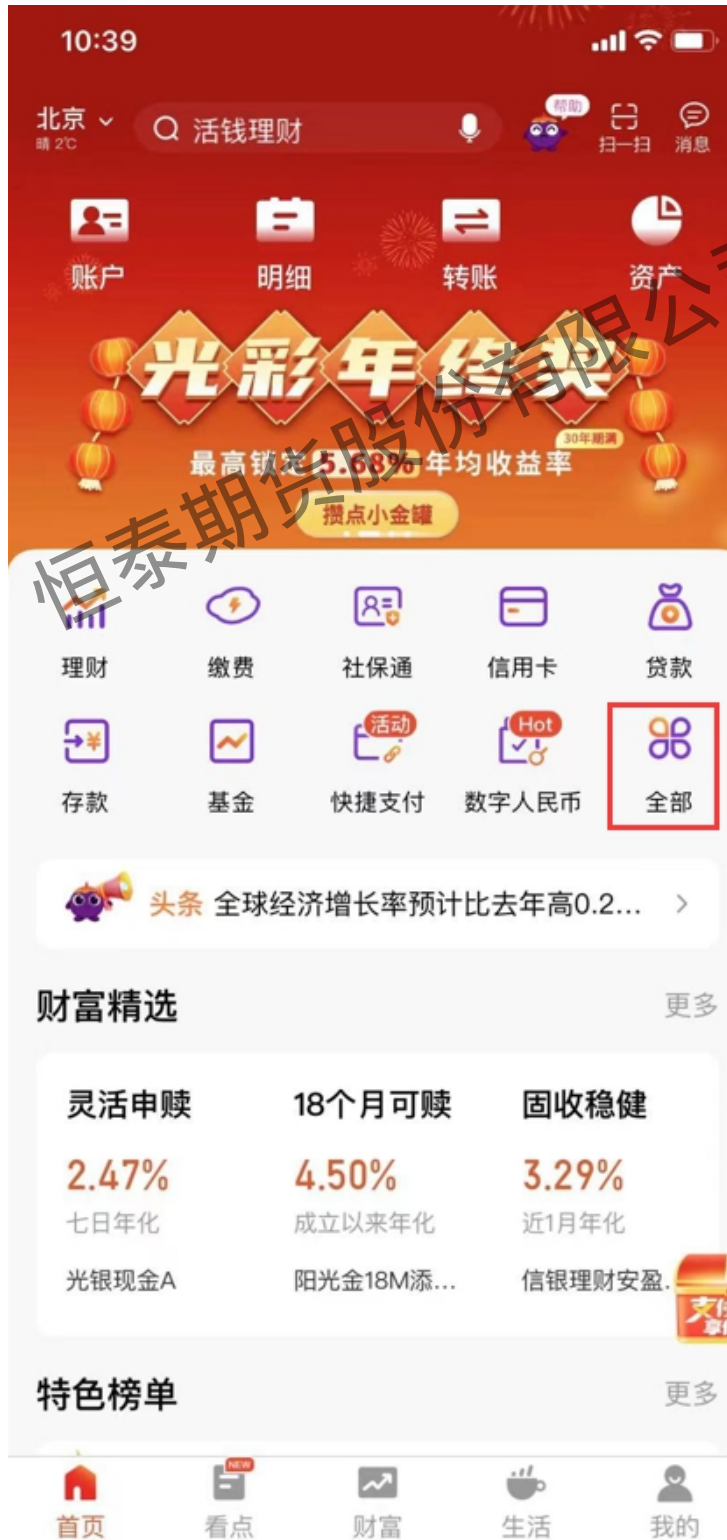 10:39
北京
晴 2℃
活钱理财
帮助
扫一扫
消息
账户
明细
转账
资产
光彩年终奖
30年期满
最高锁定5.68%年均收益率
攒点小金罐
恒泰期货股份有限公司
理财
缴费
社保通
信用卡
贷款
活动
Hot
存款
基金
快捷支付
数字人民币
全部
头条 全球经济增长率预计比去年高0.2...
财富精选
更多
灵活申赎
18个月可赎
固收稳健
2.47%
4.50%
3.29%
七日年化
成立以来年化
近1月年化
光银现金A
阳光金18M添...
信银理财安盈.
特色榜单
更多
NEW
首页
看点
财富
生活
我的